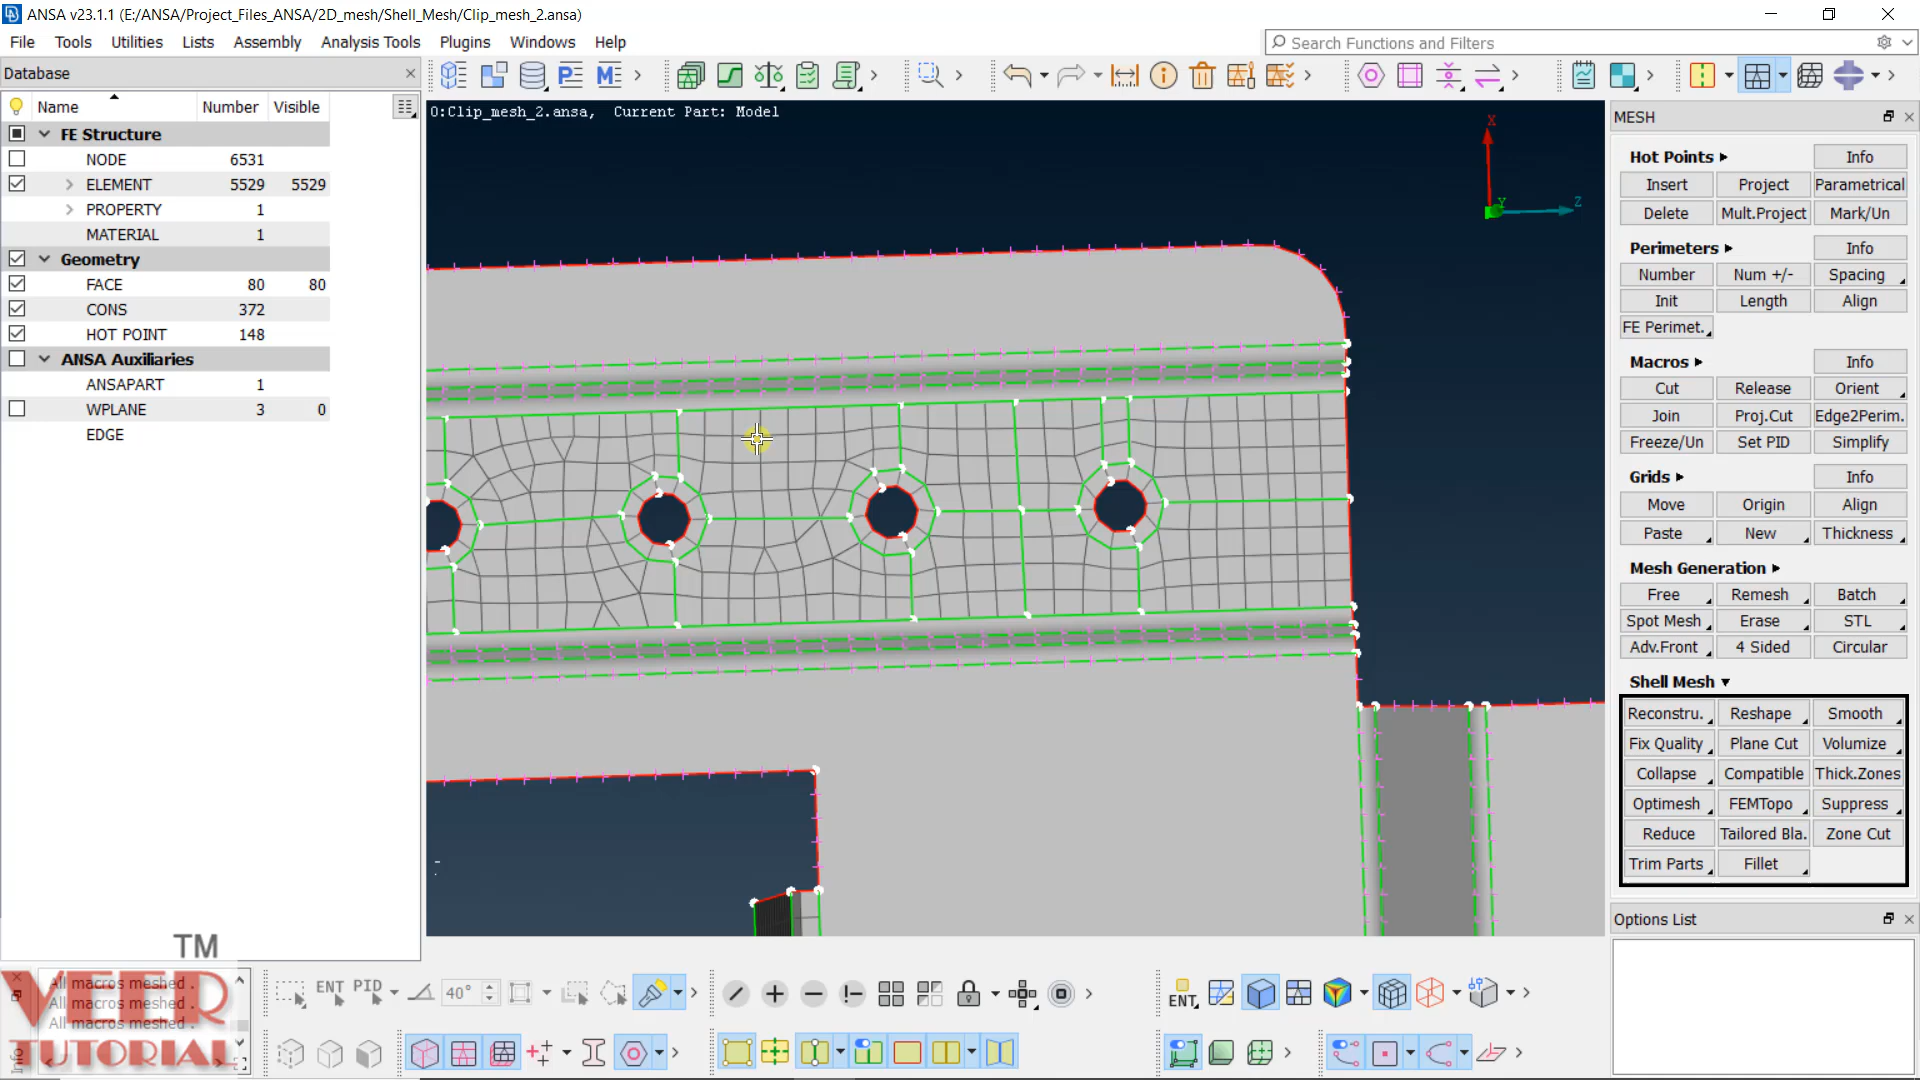 ANSA v23.1.1 (E:/ANSA/Project_Files_ANSA/2D_mesh/Shell_Mesh/Clip_mesh_2.ansa)
File Tools Utilities Lists Assembly Analysis Tools Plugins Windows Help
Search Functions and Filters
Database
Name Number Visible
FE Structure
NODE 6531
ELEMENT 5529 5529
PROPERTY 1
MATERIAL 1
Geometry
FACE 80 80
CONS 372
HOT POINT 148
ANSA Auxiliaries
ANSAPART 1
WPLANE 3 0
EDGE
0:Clip_mesh_2.ansa, Current Part: Model
X
Y
Z
MESH
Hot Points Info
Insert Project Parametrical
Delete Mult.Project Mark/Un
Perimeters Info
Number Num +/- Spacing
Init Length Align
FE Perimet.
Macros Info
Cut Release Orient
Join Proj.Cut Edge2Perim.
Freeze/Un Set PID Simplify
Grids Info
Move Origin Align
Paste New Thickness
Mesh Generation
Free Remesh Batch
Spot Mesh Erase STL
Adv.Front 4 Sided Circular
Shell Mesh
Reconstru. Reshape Smooth
Fix Quality Plane Cut Volumize
Collapse Compatible Thick.Zones
Optimesh FEMTopo Suppress
Reduce Tailored Bla. Zone Cut
Trim Parts Fillet
Options List
TM
VEER
TUTORIAL
All macros meshed .
All macros meshed .
All macros meshed .
Info
ENT PID 40°
ENT